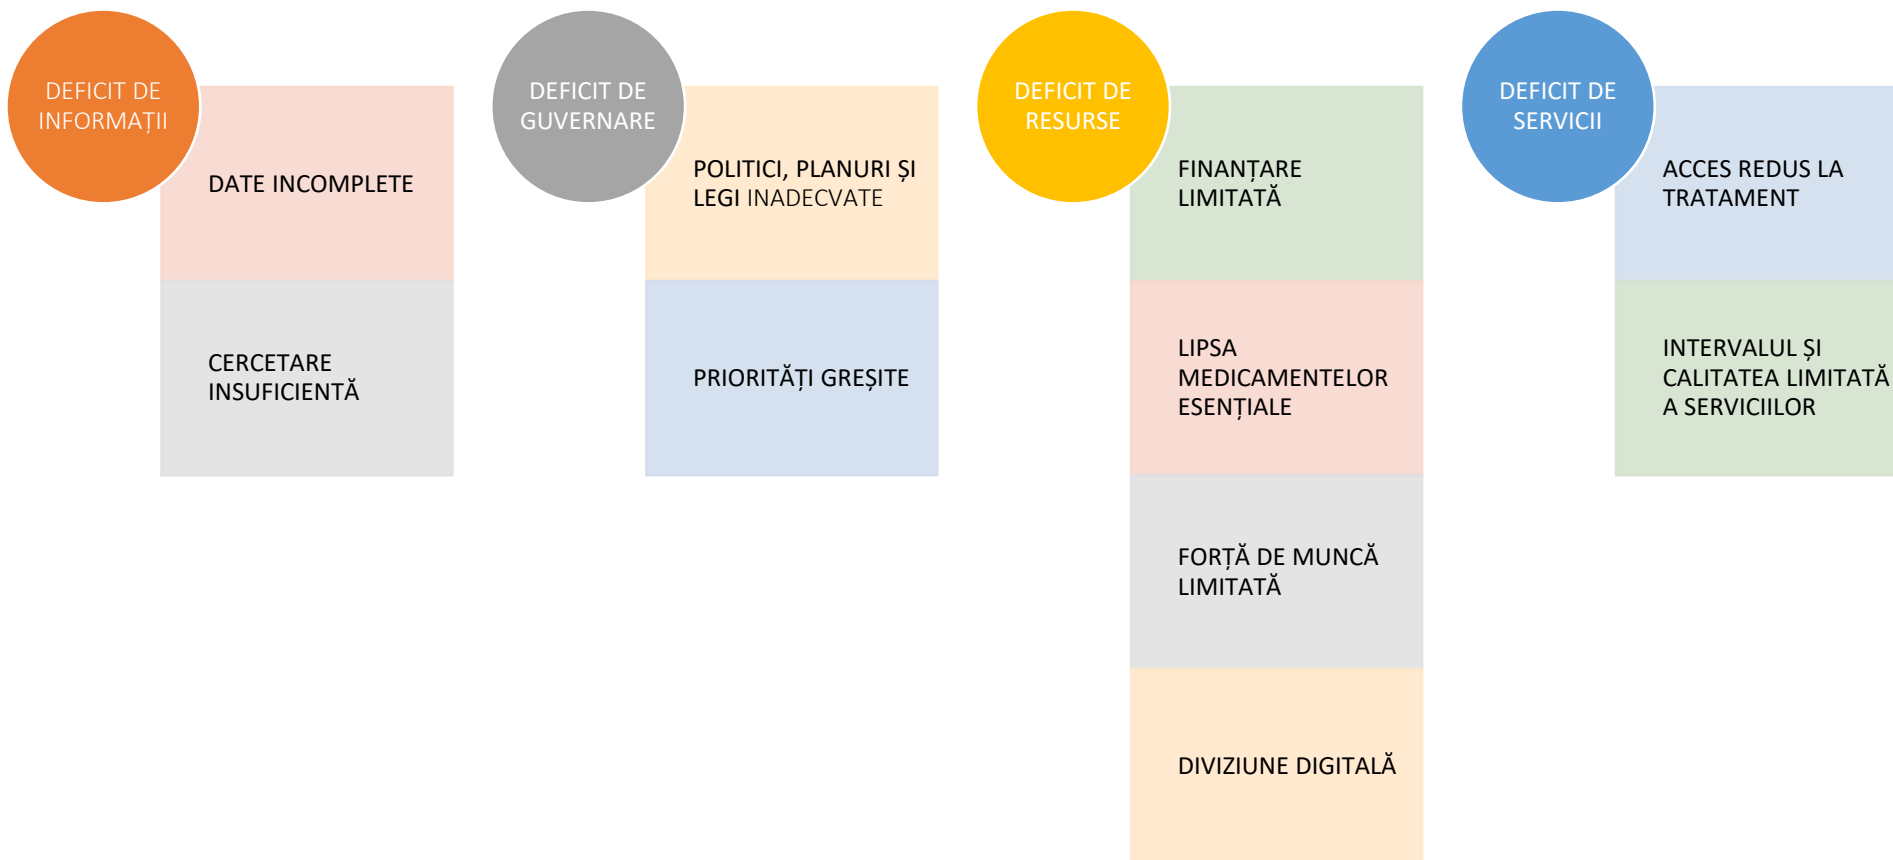 DEFICIT DE
INFORMAȚII
DATE INCOMPLETE
CERCETARE
INSUFICIENTĂ
DEFICIT DE
GUVERNARE
POLITICI, PLANURI ȘI
LEGI INADECVATE
PRIORITĂȚI GREȘITE
DEFICIT DE
RESURSE
FINANȚARE
LIMITATĂ
LIPSA
MEDICAMENTELOR
ESENȚIALE
FORȚĂ DE MUNCĂ
LIMITATĂ
DIVIZIUNE DIGITALĂ
DEFICIT DE
SERVICII
ACCES REDUS LA
TRATAMENT
INTERVALUL ȘI
CALITATEA LIMITATĂ
A SERVICIILOR